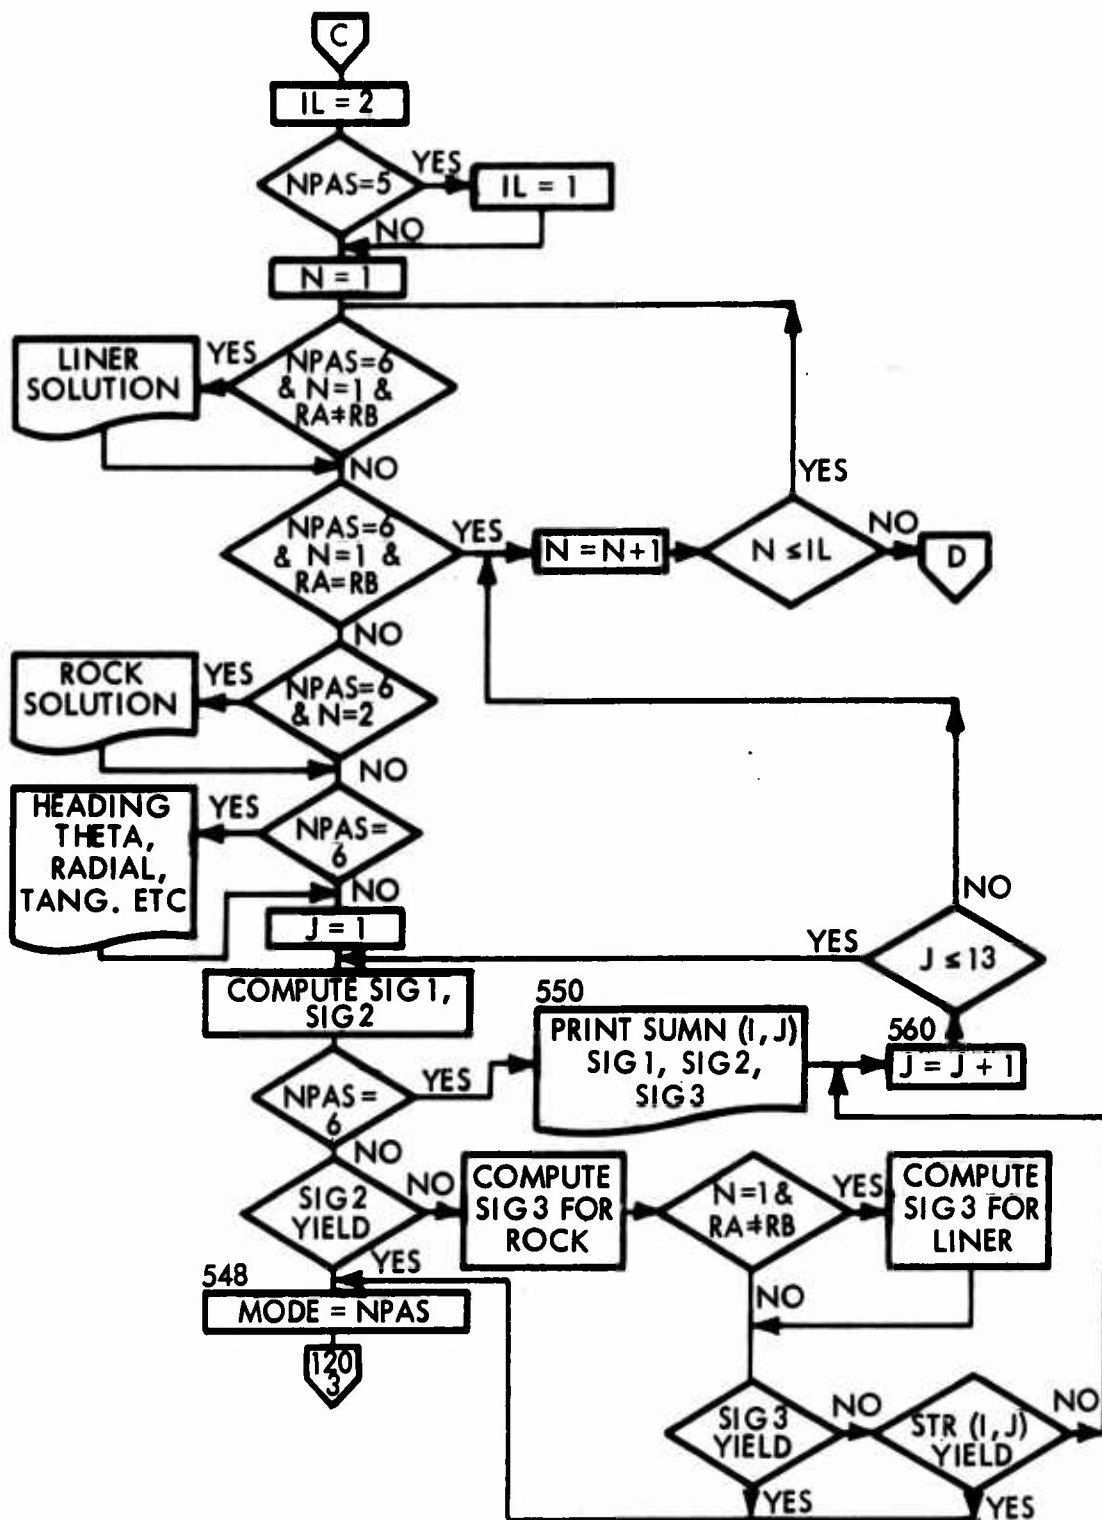 C
IL = 2
NPAS=5
YES
IL = 1
NO
N = 1
LINER
SOLUTION
YES
NPAS=6
& N=1 &
RA≠RB
NO
YES
NPAS=6
& N=1 &
RA=RB
YES
N = N+1
N ≤ IL
NO
D
NO
ROCK
SOLUTION
YES
NPAS=6
& N=2
NO
HEADING
THETA,
RADIAL,
TANG. ETC
YES
NPAS=
6
NO
NO
J = 1
YES
J ≤ 13
COMPUTE SIG1,
SIG2
550
PRINT SUMN (I,J)
SIG1, SIG2,
SIG3
560
J = J + 1
NPAS =
6
YES
NO
SIG2
YIELD
NO
COMPUTE
SIG3 FOR
ROCK
N=1 &
RA≠RB
YES
COMPUTE
SIG3 FOR
LINER
YES
548
MODE = NPAS
NO
120
3
SIG3
YIELD
NO
STR (I,J)
YIELD
NO
YES
YES